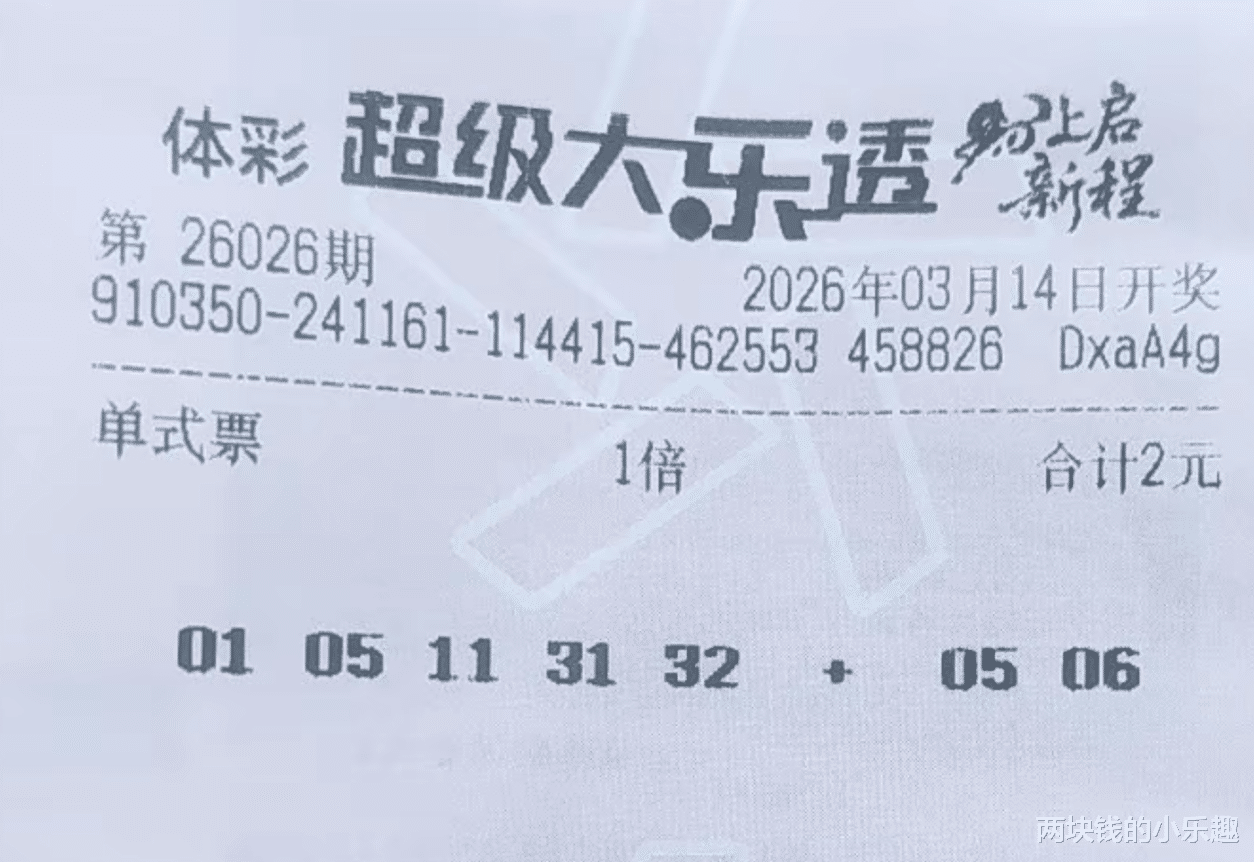 体彩 超级大乐透 马上启
新程
第 26026期
2026年03月14日开奖
910350-241161-114415-462553 458826 DxaA4g
单式票 1倍 合计2元
01 05 11 31 32 + 05 06
两块钱的小乐趣